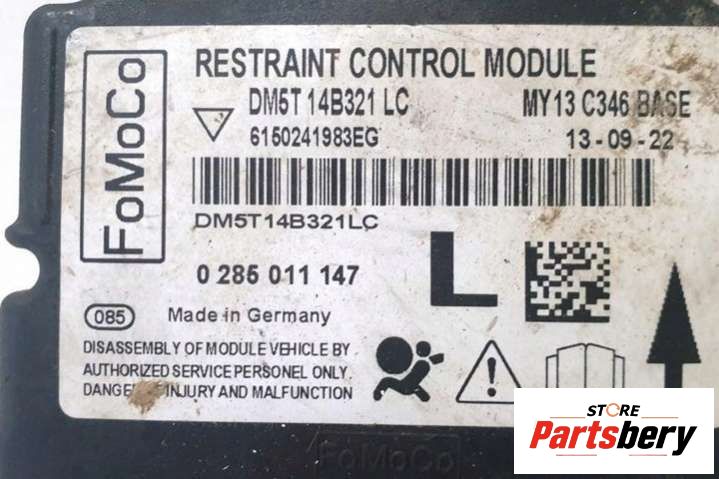 FoMoCo
RESTRAINT CONTROL MODULE
DM5T 14B321 LC MY13 C346 BASE
6150241983EG 13-09-22
DM5T14B321LC
0 285 011 147 L
085 Made in Germany
DISASSEMBLY OF MODULE VEHICLE BY
AUTHORIZED SERVICE PERSONEL ONLY.
INJURY AND MALFUNCTION
FoMoCo
STORE
Partsbery